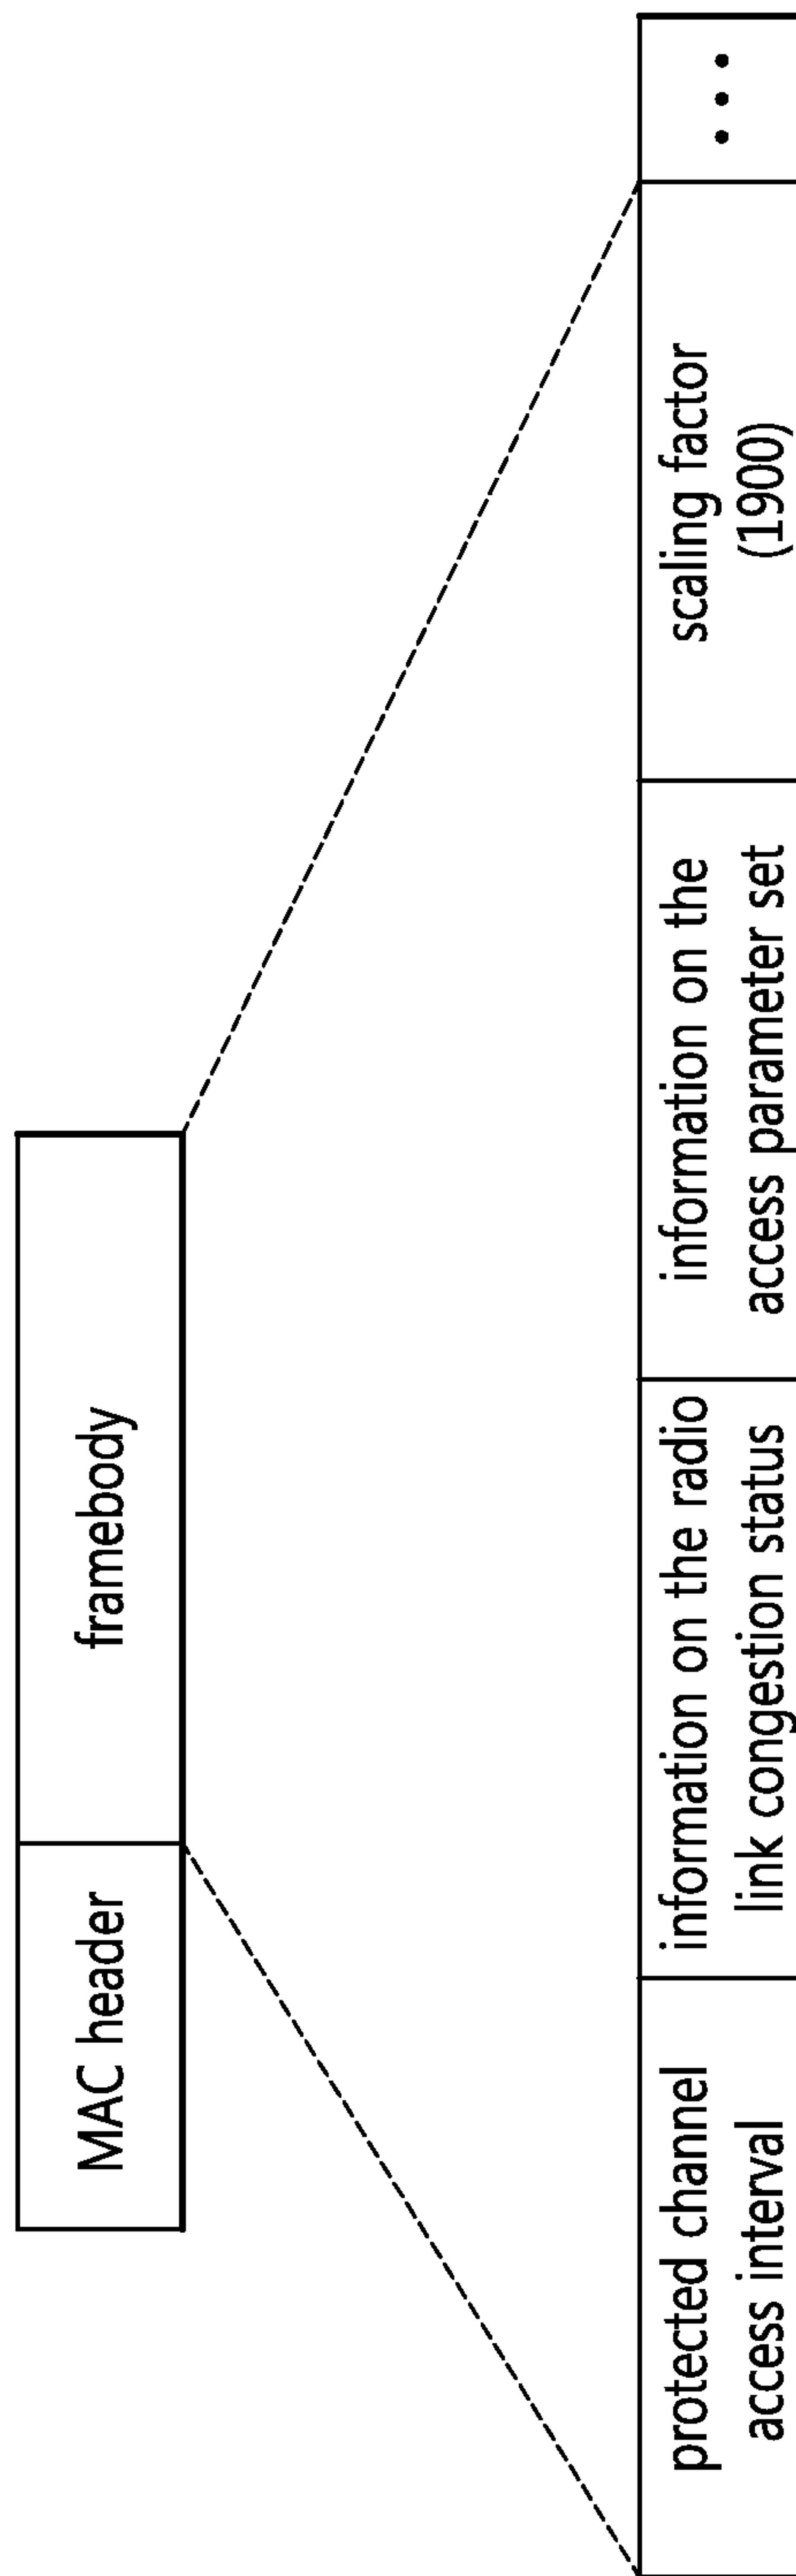 MAC header
framebody
protected channel
access interval
information on the radio
link congestion status
information on the
access parameter set
scaling factor
(1900)
...